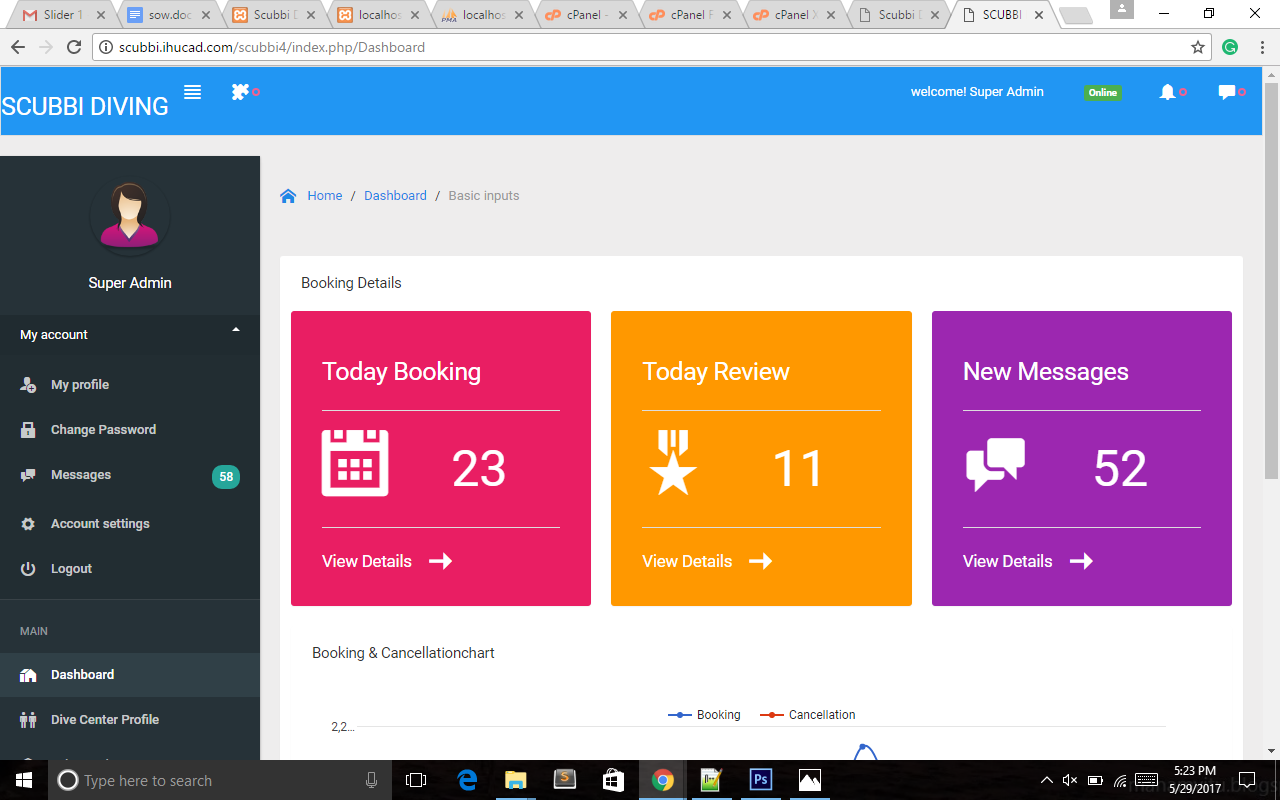 Slider 1
sow.doc
Scubbi D
localhos
localhos
cPanel -
cPanel F
cPanel X
Scubbi D
SCUBBI
scubbi.ihucad.com/scubbi4/index.php/Dashboard
SCUBBI DIVING
0
welcome! Super Admin
Online
0
0
Super Admin
My account
My profile
Change Password
Messages 58
Account settings
Logout
MAIN
Dashboard
Dive Center Profile
Home / Dashboard / Basic inputs
Booking Details
Today Booking
23
View Details
Today Review
11
View Details
New Messages
52
View Details
Booking & Cancellationchart
Booking Cancellation
2,2...
Type here to search
5:23 PM
5/29/2017